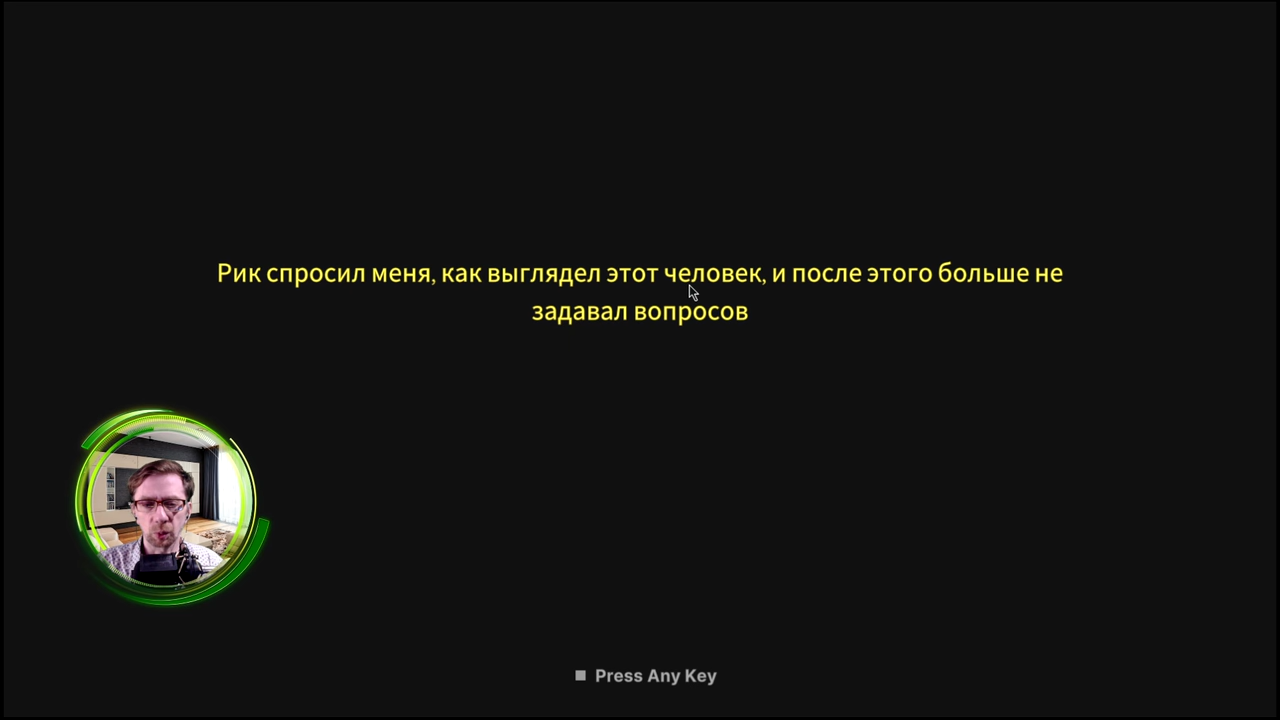 Рик спросил меня, как выглядел этот человек, и после этого больше не
задавал вопросов
Press Any Key